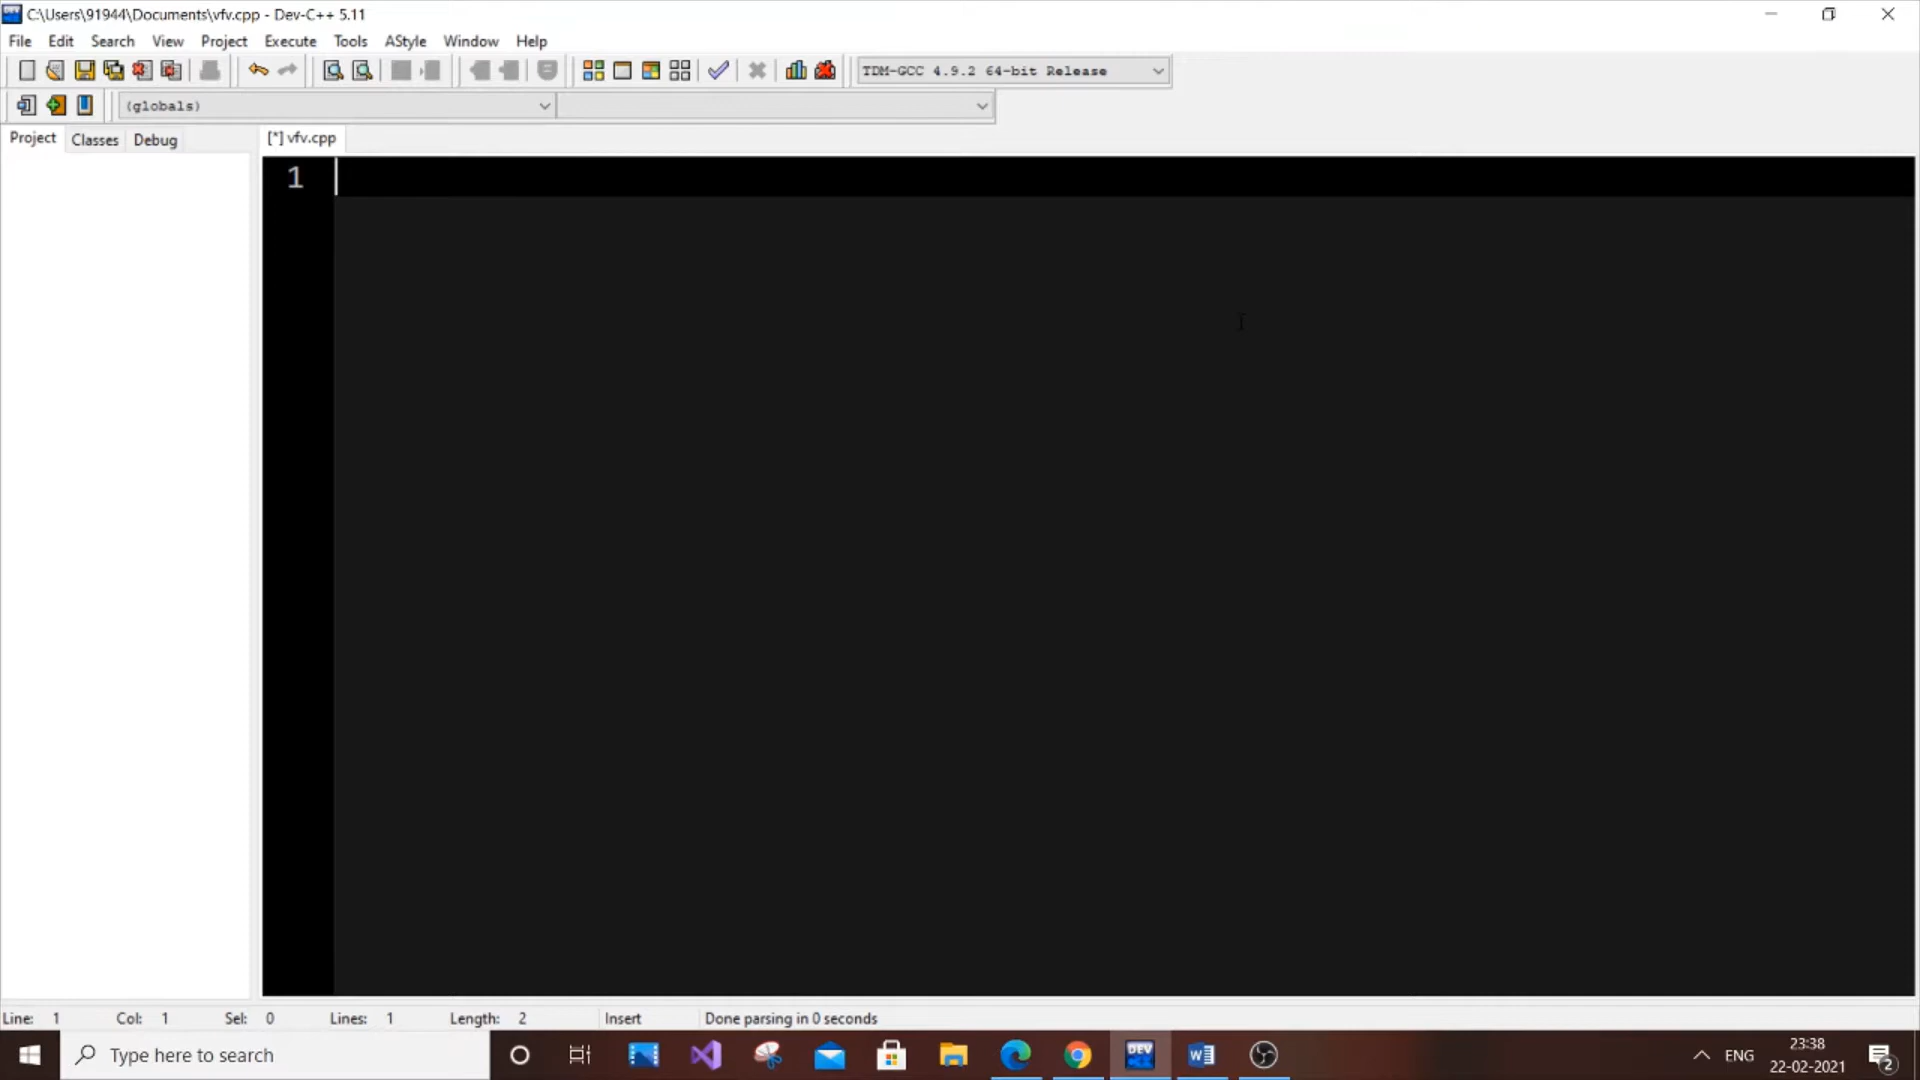 C:\Users\91944\Documents\vfv.cpp - Dev-C++ 5.11
File Edit Search View Project Execute Tools AStyle Window Help
TDM-GCC 4.9.2 64-bit Release
(globals)
Project Classes Debug [*] vfv.cpp
1
Line: 1 Col: 1 Sel: 0 Lines: 1 Length: 2 Insert Done parsing in 0 seconds
Type here to search
DEV
ENG
23:38
22-02-2021
2